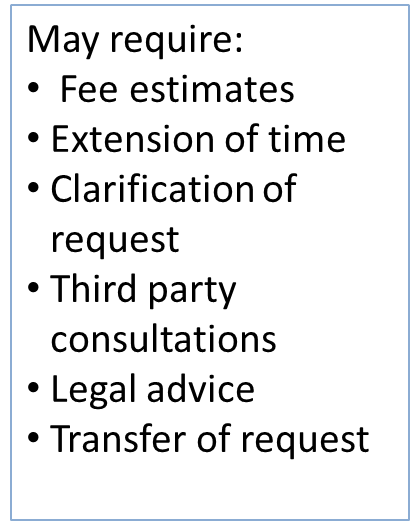 May require:
• Fee estimates
• Extension of time
• Clarification of
request
• Third party
consultations
• Legal advice
• Transfer of request